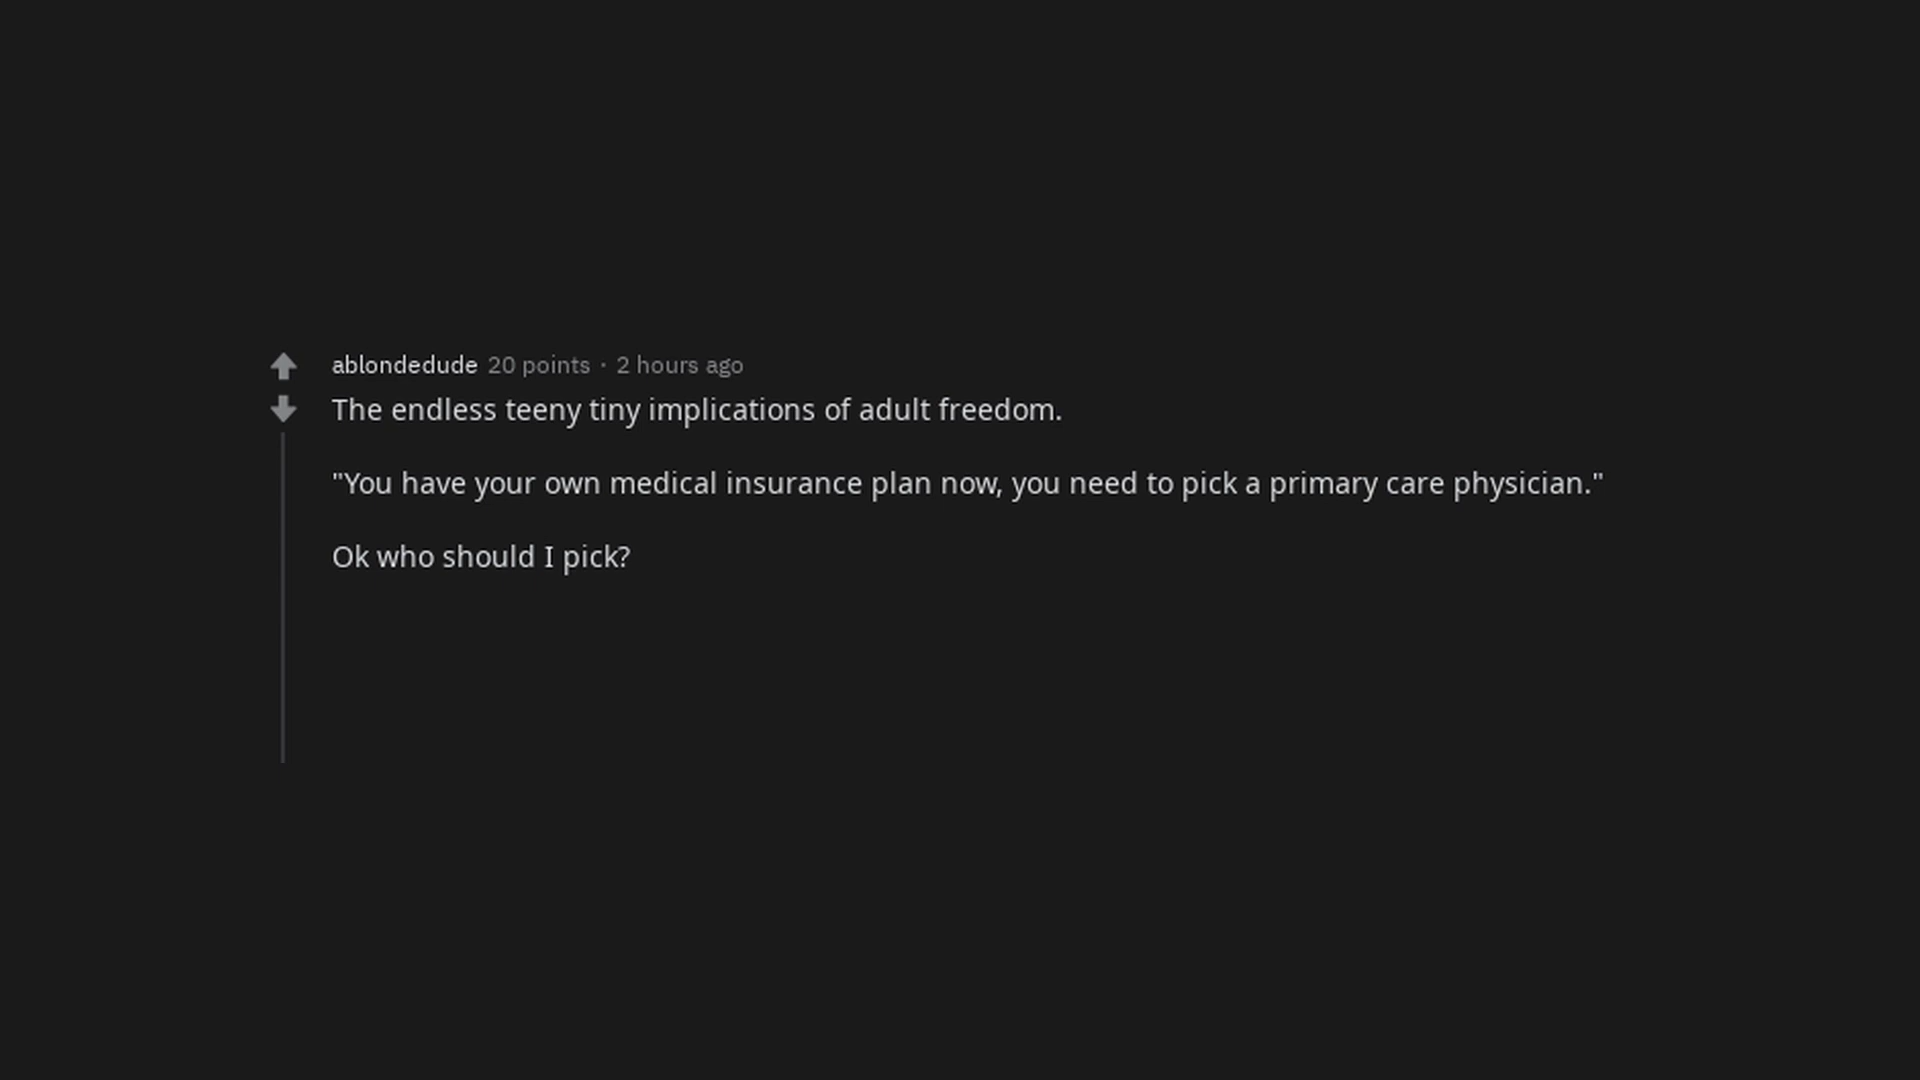 ablondedude 20 points · 2 hours ago
The endless teeny tiny implications of adult freedom.
"You have your own medical insurance plan now, you need to pick a primary care physician."
Ok who should I pick?